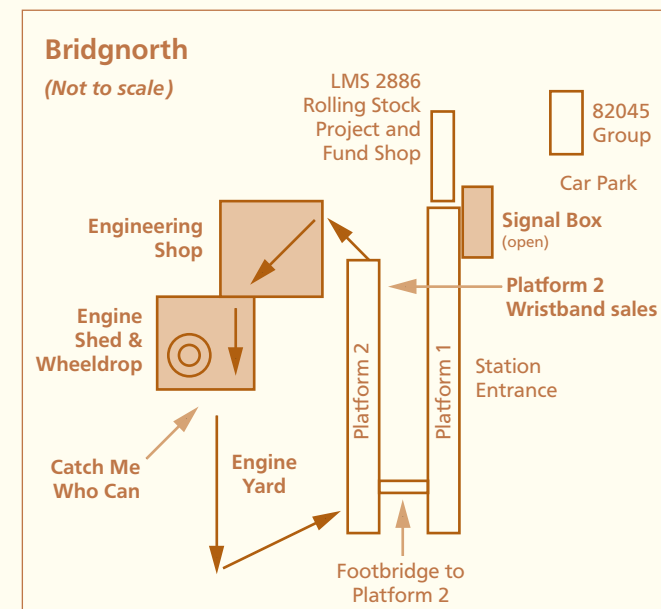 Bridgnorth
(Not to scale)
LMS 2886
Rolling Stock
Project and
Fund Shop
82045
Group
Car Park
Engineering
Shop
Signal Box
(open)
Platform 2
Wristband sales
Engine
Shed &
Wheeldrop
Platform 2
Platform 1
Station
Entrance
Catch Me
Who Can
Engine
Yard
Footbridge to
Platform 2